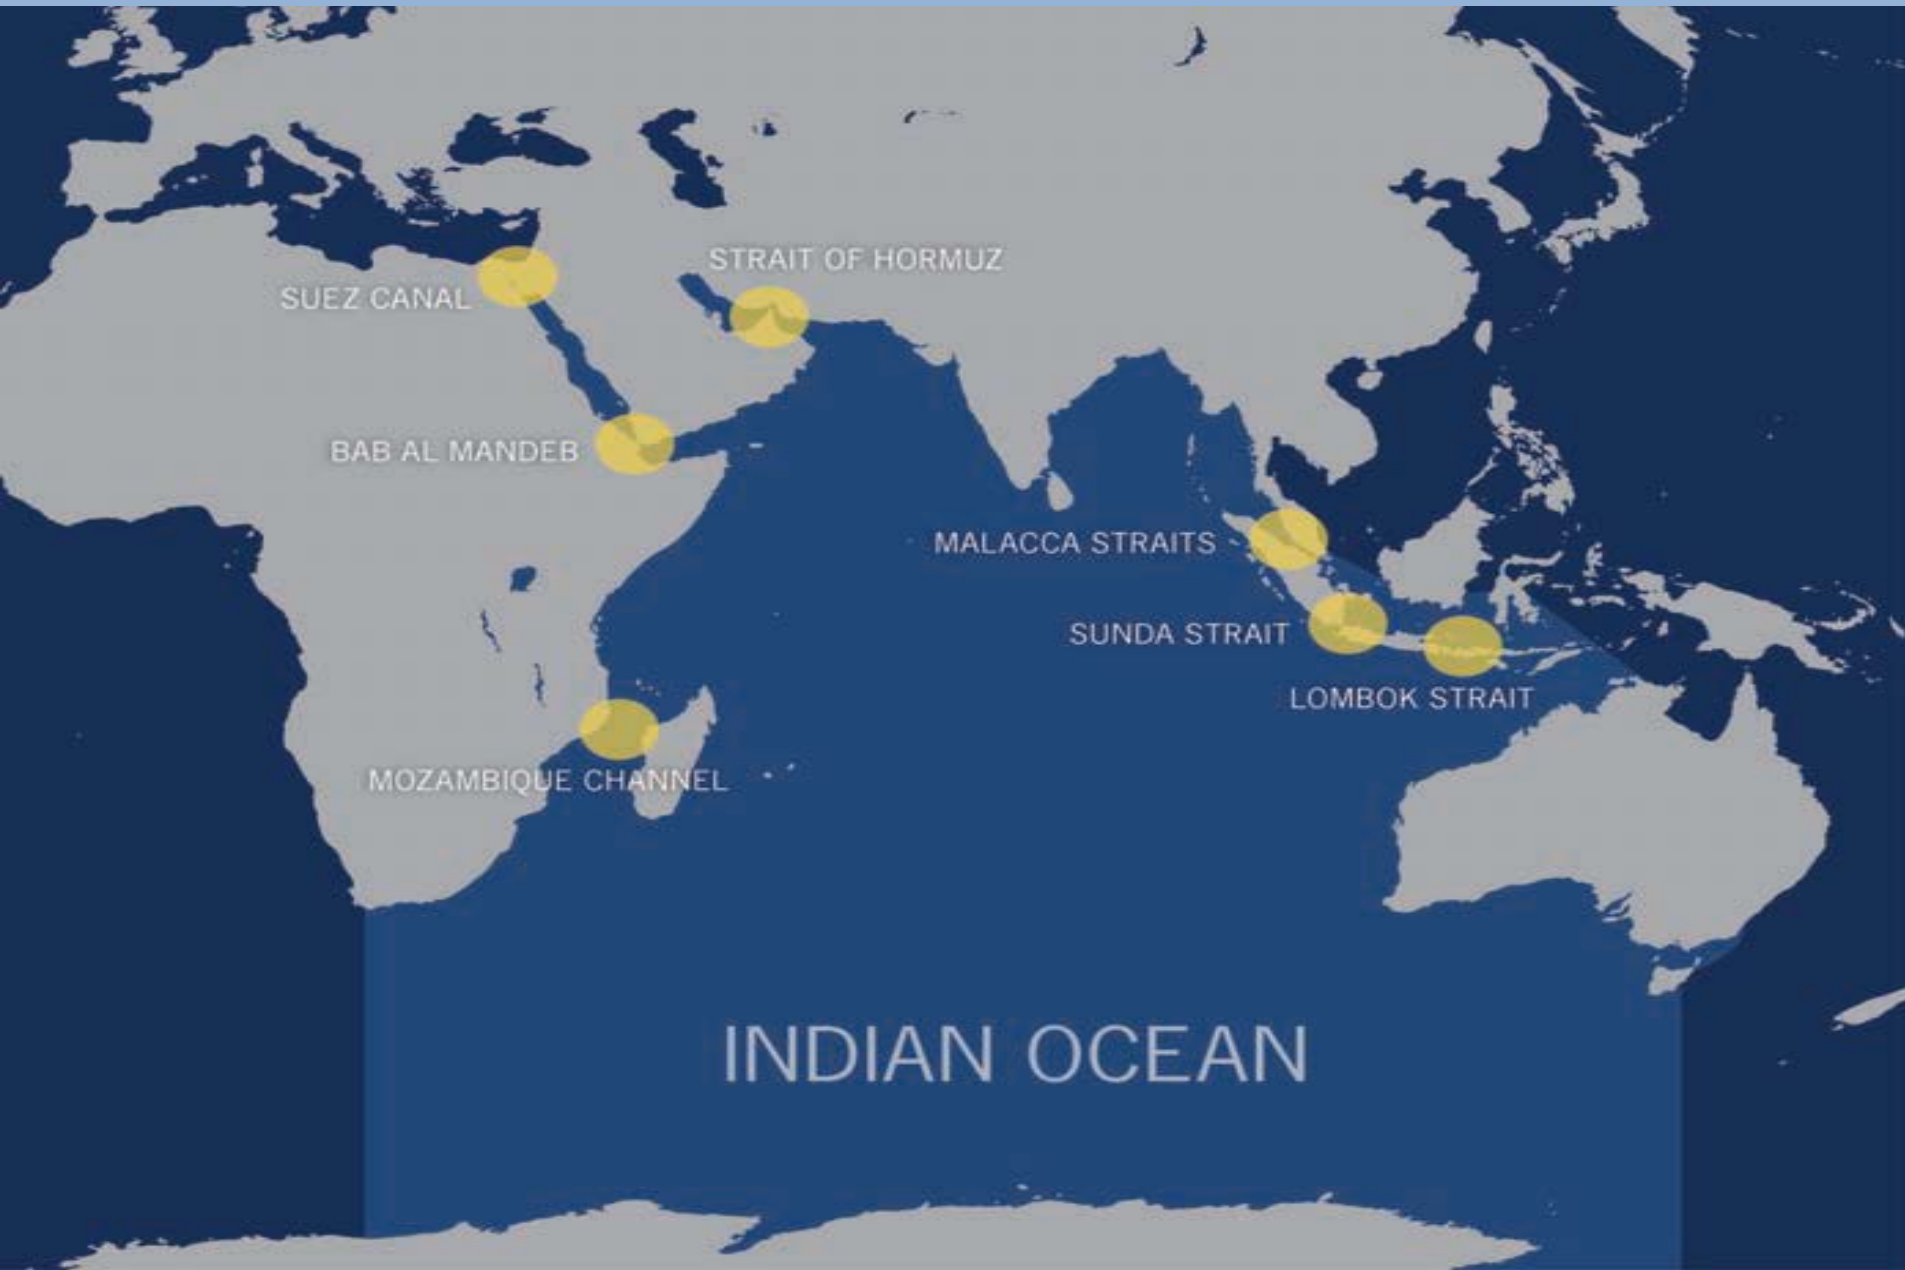 STRAIT OF HORMUZ
SUEZ CANAL
BAB AL MANDEB
MALACCA STRAITS
SUNDA STRAIT
LOMBOK STRAIT
MOZAMBIQUE CHANNEL
INDIAN OCEAN